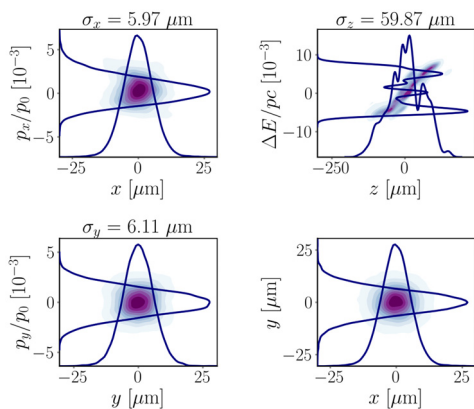 σx = 5.97 μm
σz = 59.87 μm
px/p0 [10−3]
5
0
−5
−25 0 25
x [μm]
ΔE/pc [10−3]
10
0
−10
−250 0
z [μm]
σy = 6.11 μm
py/p0 [10−3]
5
0
−5
−25 0 25
y [μm]
y [μm]
25
0
−25
−25 0 25
x [μm]